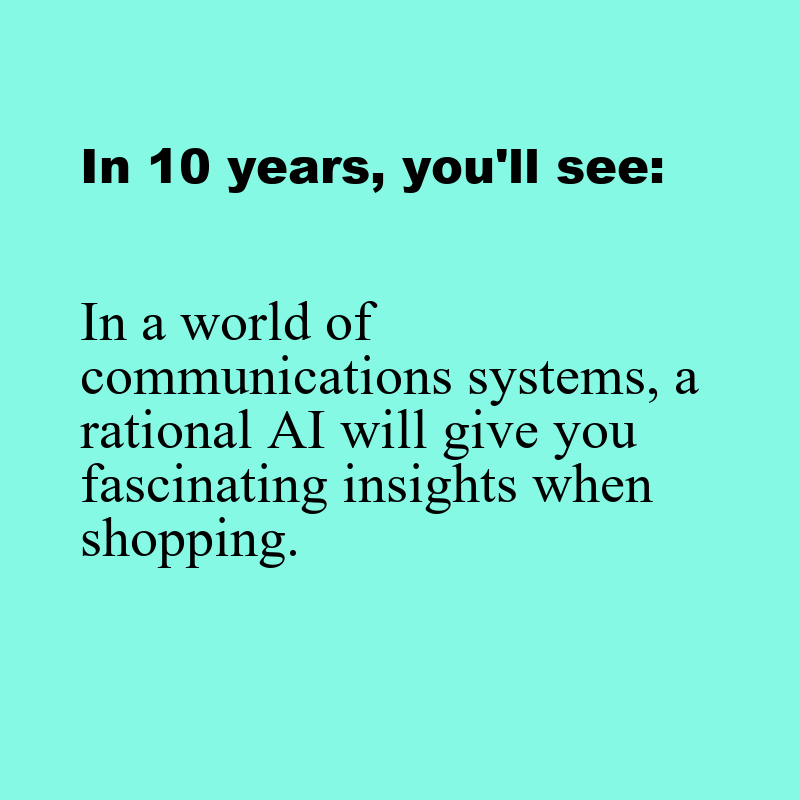 In 10 years, you'll see:
In a world of
communications systems, a
rational AI will give you
fascinating insights when
shopping.